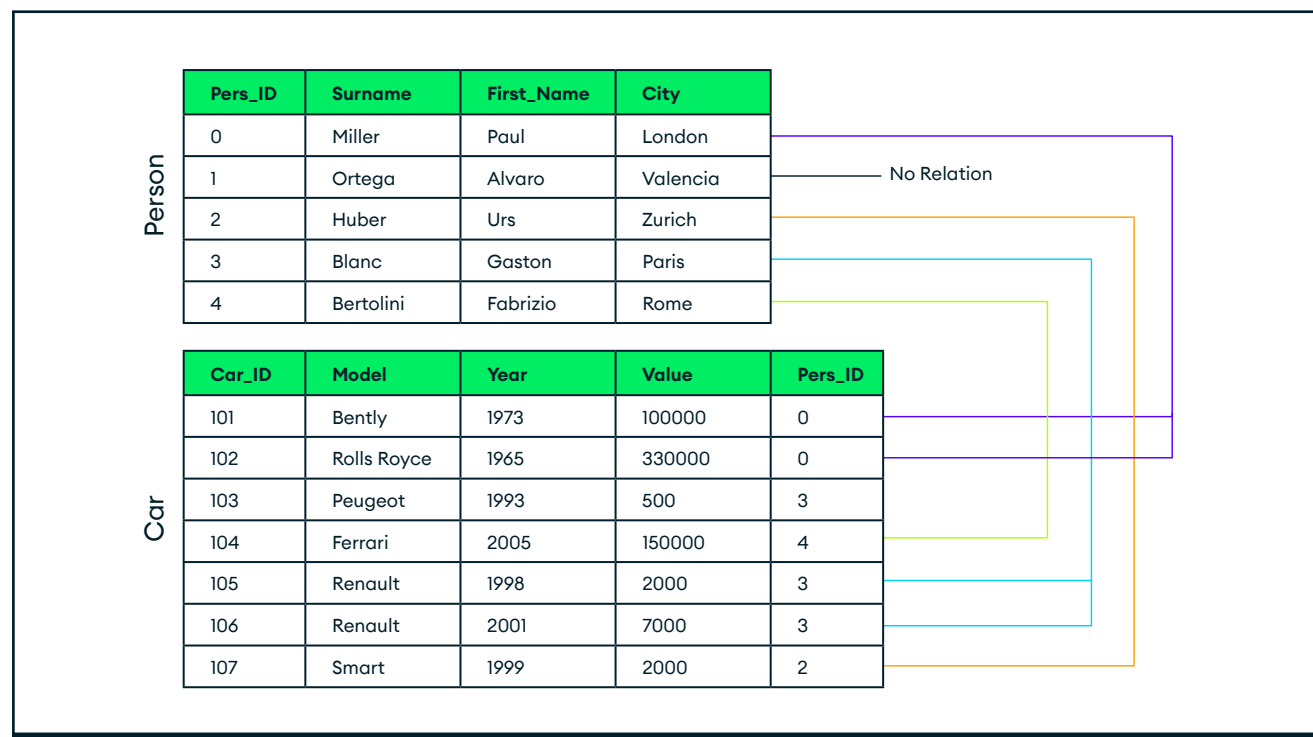 Person
Pers_ID Surname First_Name City
0 Miller Paul London
1 Ortega Alvaro Valencia No Relation
2 Huber Urs Zurich
3 Blanc Gaston Paris
4 Bertolini Fabrizio Rome
Car
Car_ID Model Year Value Pers_ID
101 Bently 1973 100000 0
102 Rolls Royce 1965 330000 0
103 Peugeot 1993 500 3
104 Ferrari 2005 150000 4
105 Renault 1998 2000 3
106 Renault 2001 7000 3
107 Smart 1999 2000 2